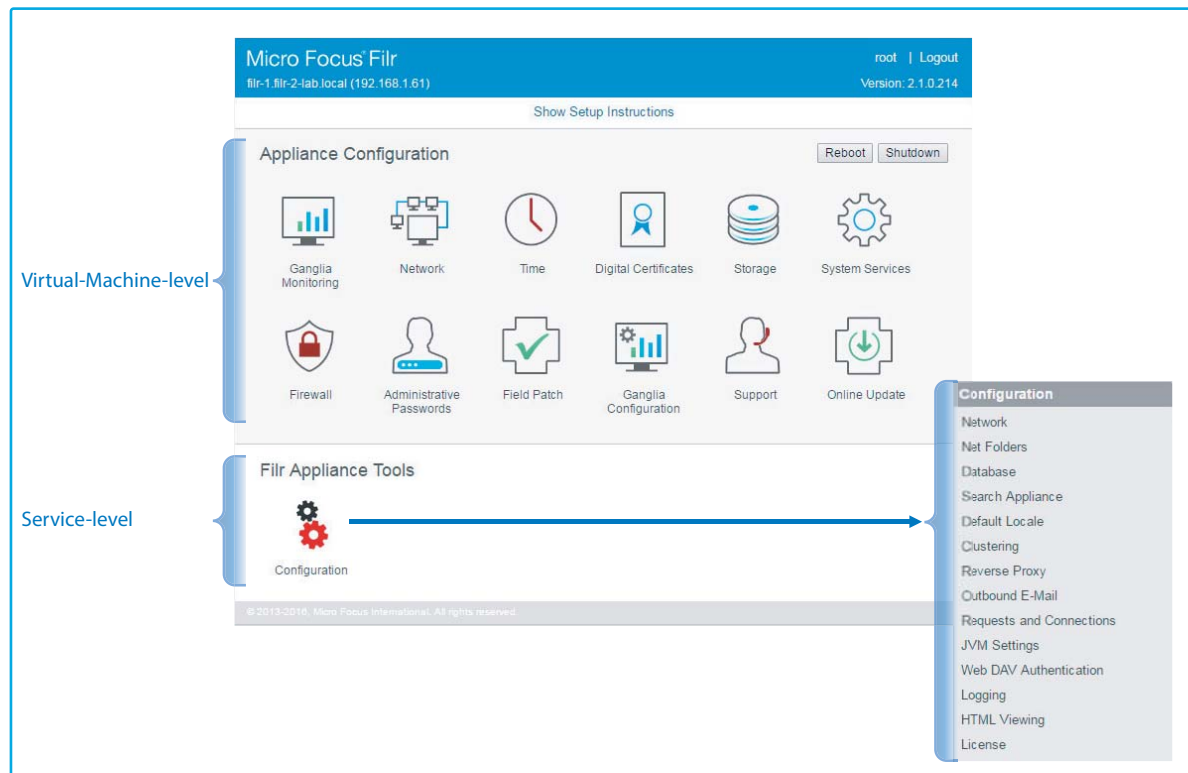 Micro Focus® Filr
root | Logout
filr-1.filr-2-lab.local (192.168.1.61)
Version: 2.1.0.214
Show Setup Instructions
Appliance Configuration
Reboot
Shutdown
Virtual-Machine-level
Ganglia
Monitoring
Network
Time
Digital Certificates
Storage
System Services
Firewall
Administrative
Passwords
Field Patch
Ganglia
Configuration
Support
Online Update
Filr Appliance Tools
Service-level
Configuration
© 2013-2016, Micro Focus International. All rights reserved.
Configuration
Network
Net Folders
Database
Search Appliance
Default Locale
Clustering
Reverse Proxy
Outbound E-Mail
Requests and Connections
JVM Settings
Web DAV Authentication
Logging
HTML Viewing
License